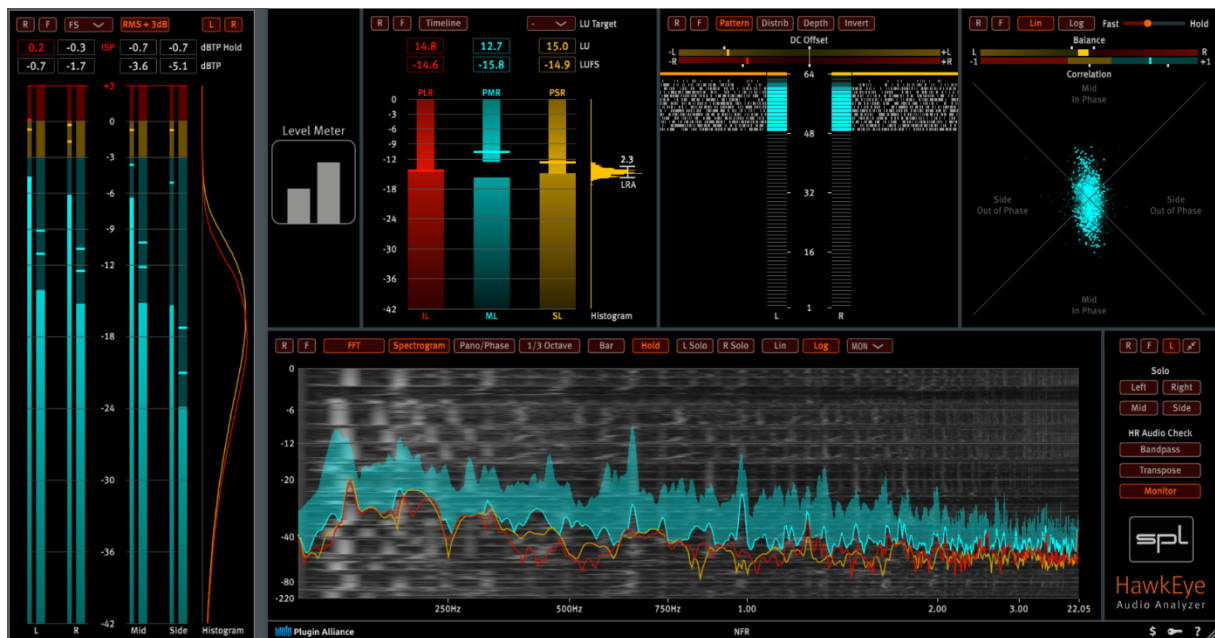 R F FS RMS + 3dB L R
0.2 -0.3 ISP -0.7 -0.7 dBTP Hold
-0.7 -1.7 -3.6 -5.1 dBTP
+3
0
-3
-6
-9
-12
-18
-24
-30
-36
-42
L R Mid Side Histogram
Level Meter
R F Timeline - LU Target
14.8 12.7 15.0 LU
-14.6 -15.8 -14.9 LUFS
PLR PMR PSR
0
-3
-6
-9
-12
-18
-24
-30
-36
-42
2.3
LRA
IL ML SL Histogram
R F Pattern Distrib Depth Invert
DC Offset
-L +L
-R +R
64
48
32
16
1
L R
R F Lin Log Fast Hold
Balance
L R
-1 +1
Correlation
Mid
In Phase
Side
Out of Phase
Side
Out of Phase
Mid
In Phase
R F FFT Spectrogram Pano/Phase 1/3 Octave Bar Hold L Solo R Solo Lin Log MON
0
-6
-12
-20
-40
-80
-220
250Hz 500Hz 750Hz 1.00 2.00 3.00 22.05
R F L
Solo
Left Right
Mid Side
HR Audio Check
Bandpass
Transpose
Monitor
spl
HawkEye
Audio Analyzer
Plugin Alliance NFR $ ?